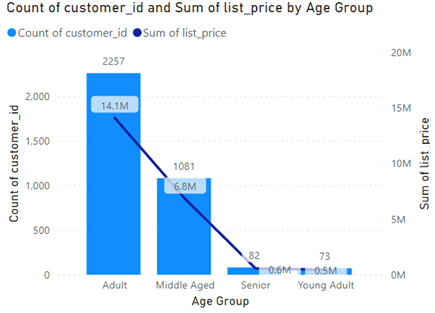 Count of customer_id and Sum of list_price by Age Group
Count of customer_id Sum of list_price
2257
20M
2,000
14.1M
15M
1,500
1081
10M
1,000
6.8M
5M
500
82
73
0.6M
0.5M
0
0M
Adult Middle Aged Senior Young Adult
Age Group
Count of customer_id
Sum of list_price